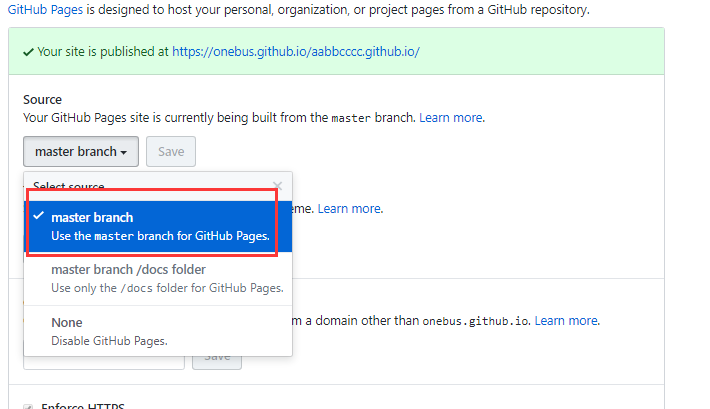 GitHub Pages is designed to host your personal, organization, or project pages from a GitHub repository.
Your site is published at https://onebus.github.io/aabbcccc.github.io/
Source
Your GitHub Pages site is currently being built from the master branch. Learn more.
master branch Save
Select source
master branch
eme. Learn more.
Use the master branch for GitHub Pages.
master branch /docs folder
Use only the /docs folder for GitHub Pages.
None
m a domain other than onebus.github.io. Learn more.
Disable GitHub Pages.
Save
Enforce HTTPS